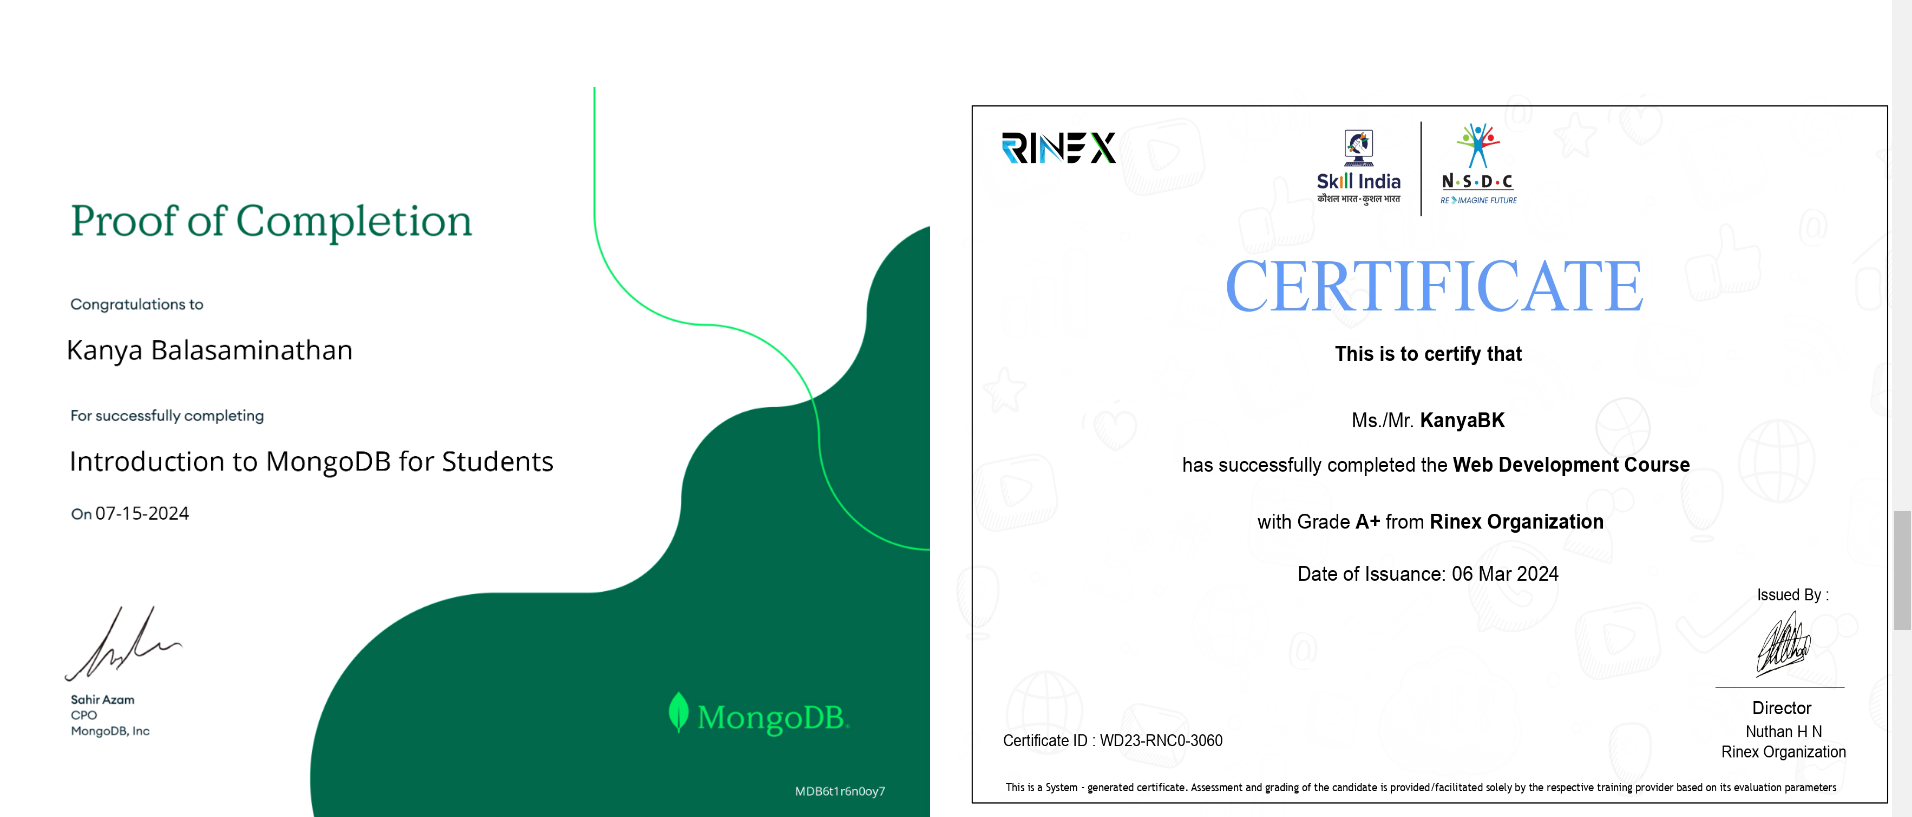 Proof of Completion
Congratulations to
Kanya Balasaminathan
For successfully completing
Introduction to MongoDB for Students
On 07-15-2024
Sahir Azam
CPO
MongoDB, Inc
MongoDB.
MDB6t1r6n0oy7
RINEX
Skill India
कौशल भारत-कुशल भारत
N·S·D·C
RE IMAGINE FUTURE
CERTIFICATE
This is to certify that
Ms./Mr. KanyaBK
has successfully completed the Web Development Course
with Grade A+ from Rinex Organization
Date of Issuance: 06 Mar 2024
Issued By :
Director
Nuthan H N
Rinex Organization
Certificate ID : WD23-RNC0-3060
This is a System - generated certificate. Assessment and grading of the candidate is provided/facilitated solely by the respective training provider based on its evaluation parameters